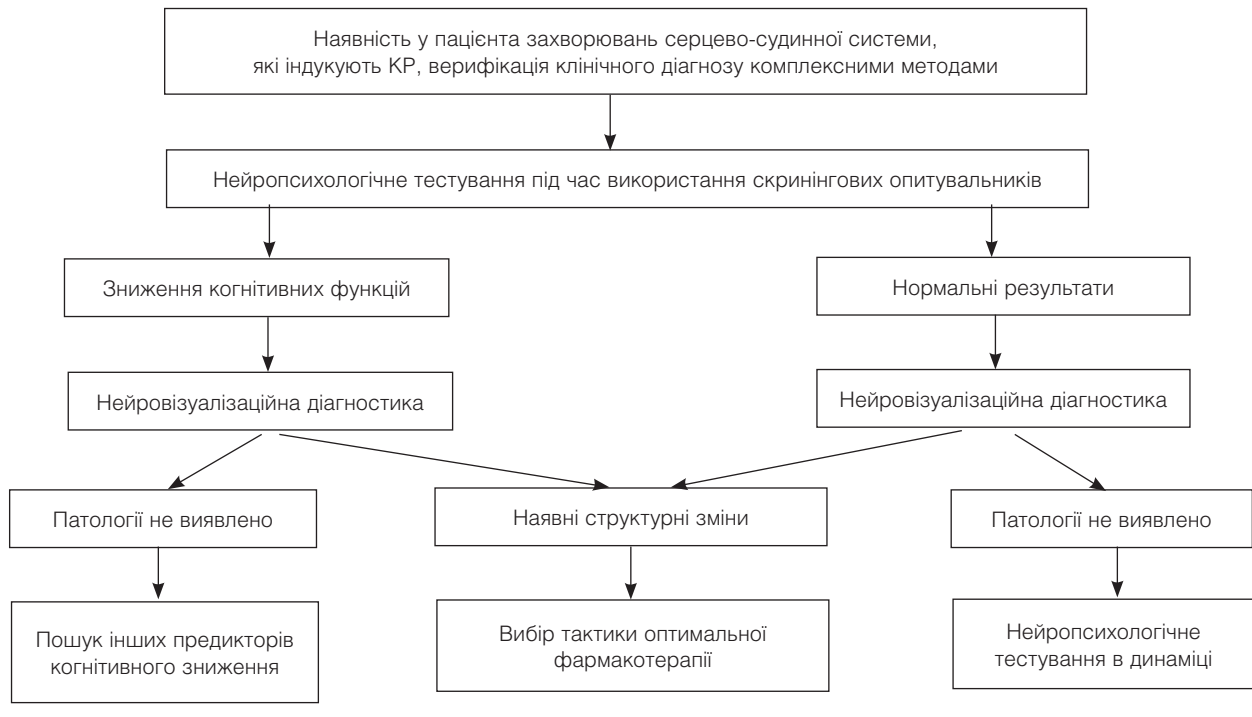 Наявність у пацієнта захворювань серцево-судинної системи,
які індукують КР, верифікація клінічного діагнозу комплексними методами
Нейропсихологічне тестування під час використання скринінгових опитувальників
Зниження когнітивних функцій
Нормальні результати
Нейровізуалізаційна діагностика
Нейровізуалізаційна діагностика
Патології не виявлено
Наявні структурні зміни
Патології не виявлено
Пошук інших предикторів
когнітивного зниження
Вибір тактики оптимальної
фармакотерапії
Нейропсихологічне
тестування в динаміці